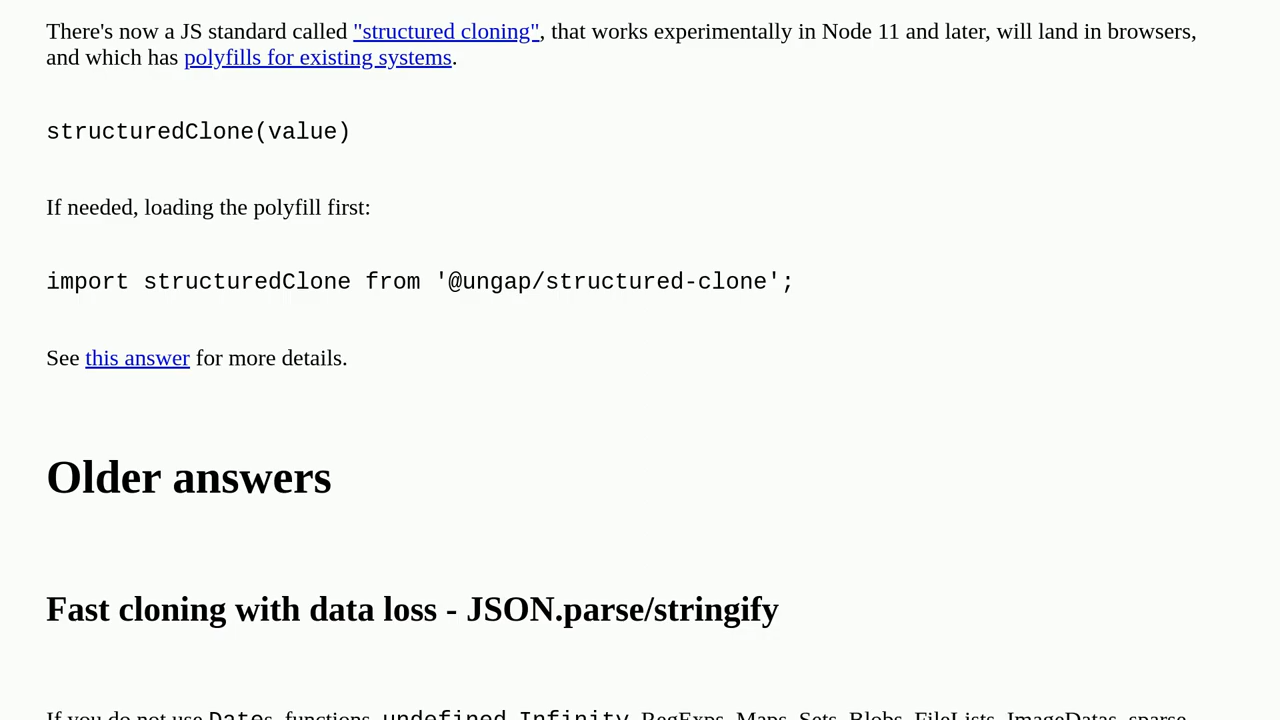 There's now a JS standard called "structured cloning", that works experimentally in Node 11 and later, will land in browsers,
and which has polyfills for existing systems.
structuredClone(value)
If needed, loading the polyfill first:
import structuredClone from '@ungap/structured-clone';
See this answer for more details.
Older answers
Fast cloning with data loss - JSON.parse/stringify
If you do not use Dates, functions, undefined, Infinity, RegExps, Maps, Sets, Blobs, FileLists, ImageDatas, sparse